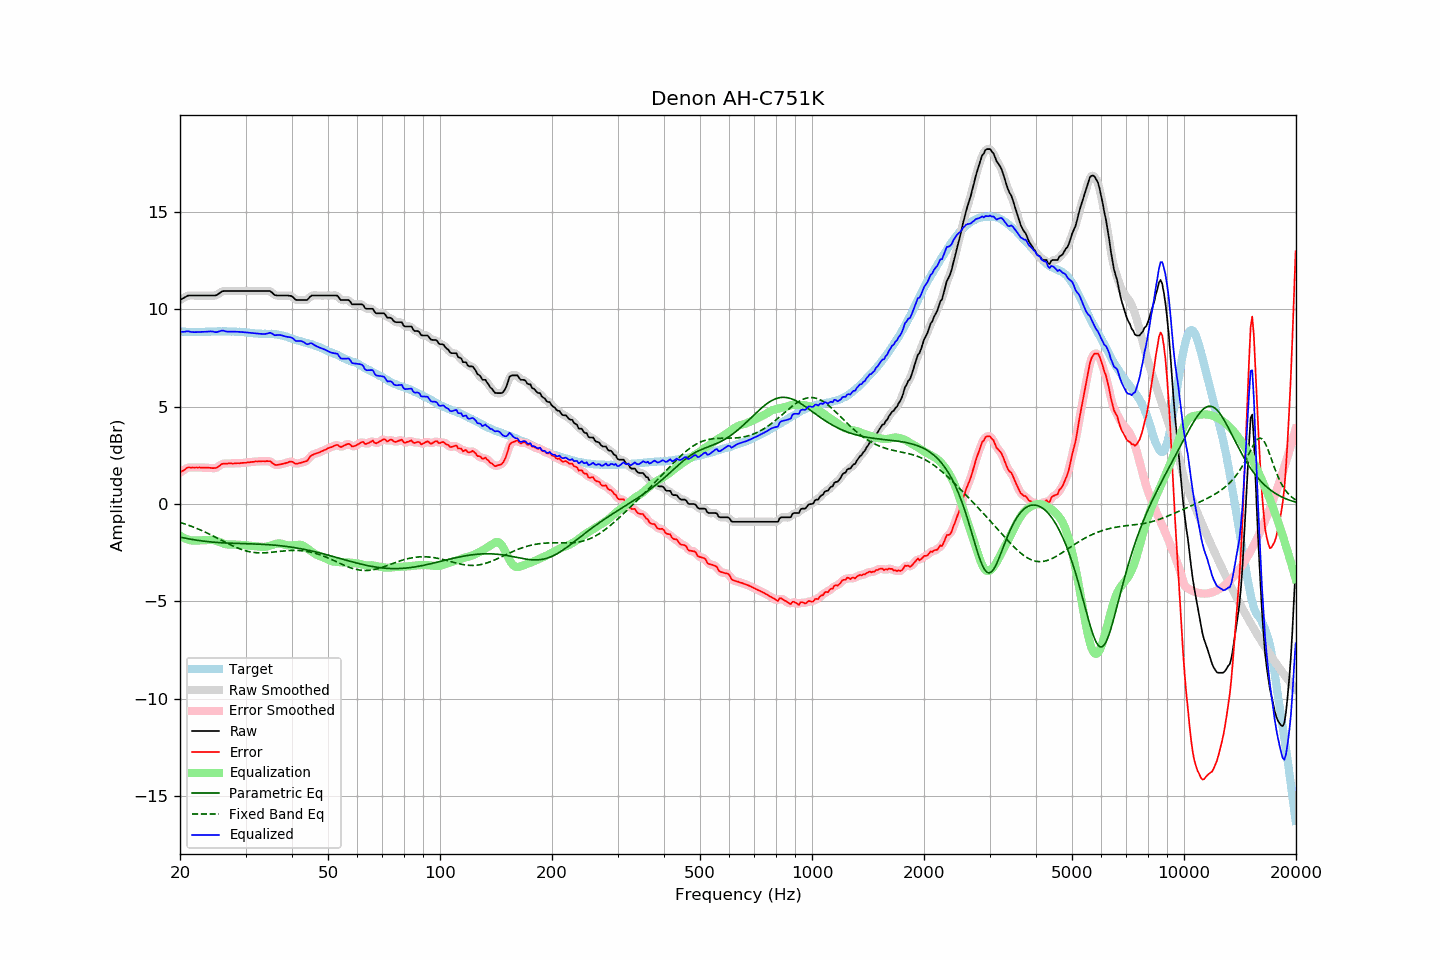 Denon AH-C751K
Amplitude (dBr)
15
10
5
0
−5
−10
−15
Target
Raw Smoothed
Error Smoothed
Raw
Error
Equalization
Parametric Eq
Fixed Band Eq
Equalized
20 50 100 200 500 1000 2000 5000 10000 20000
Frequency (Hz)